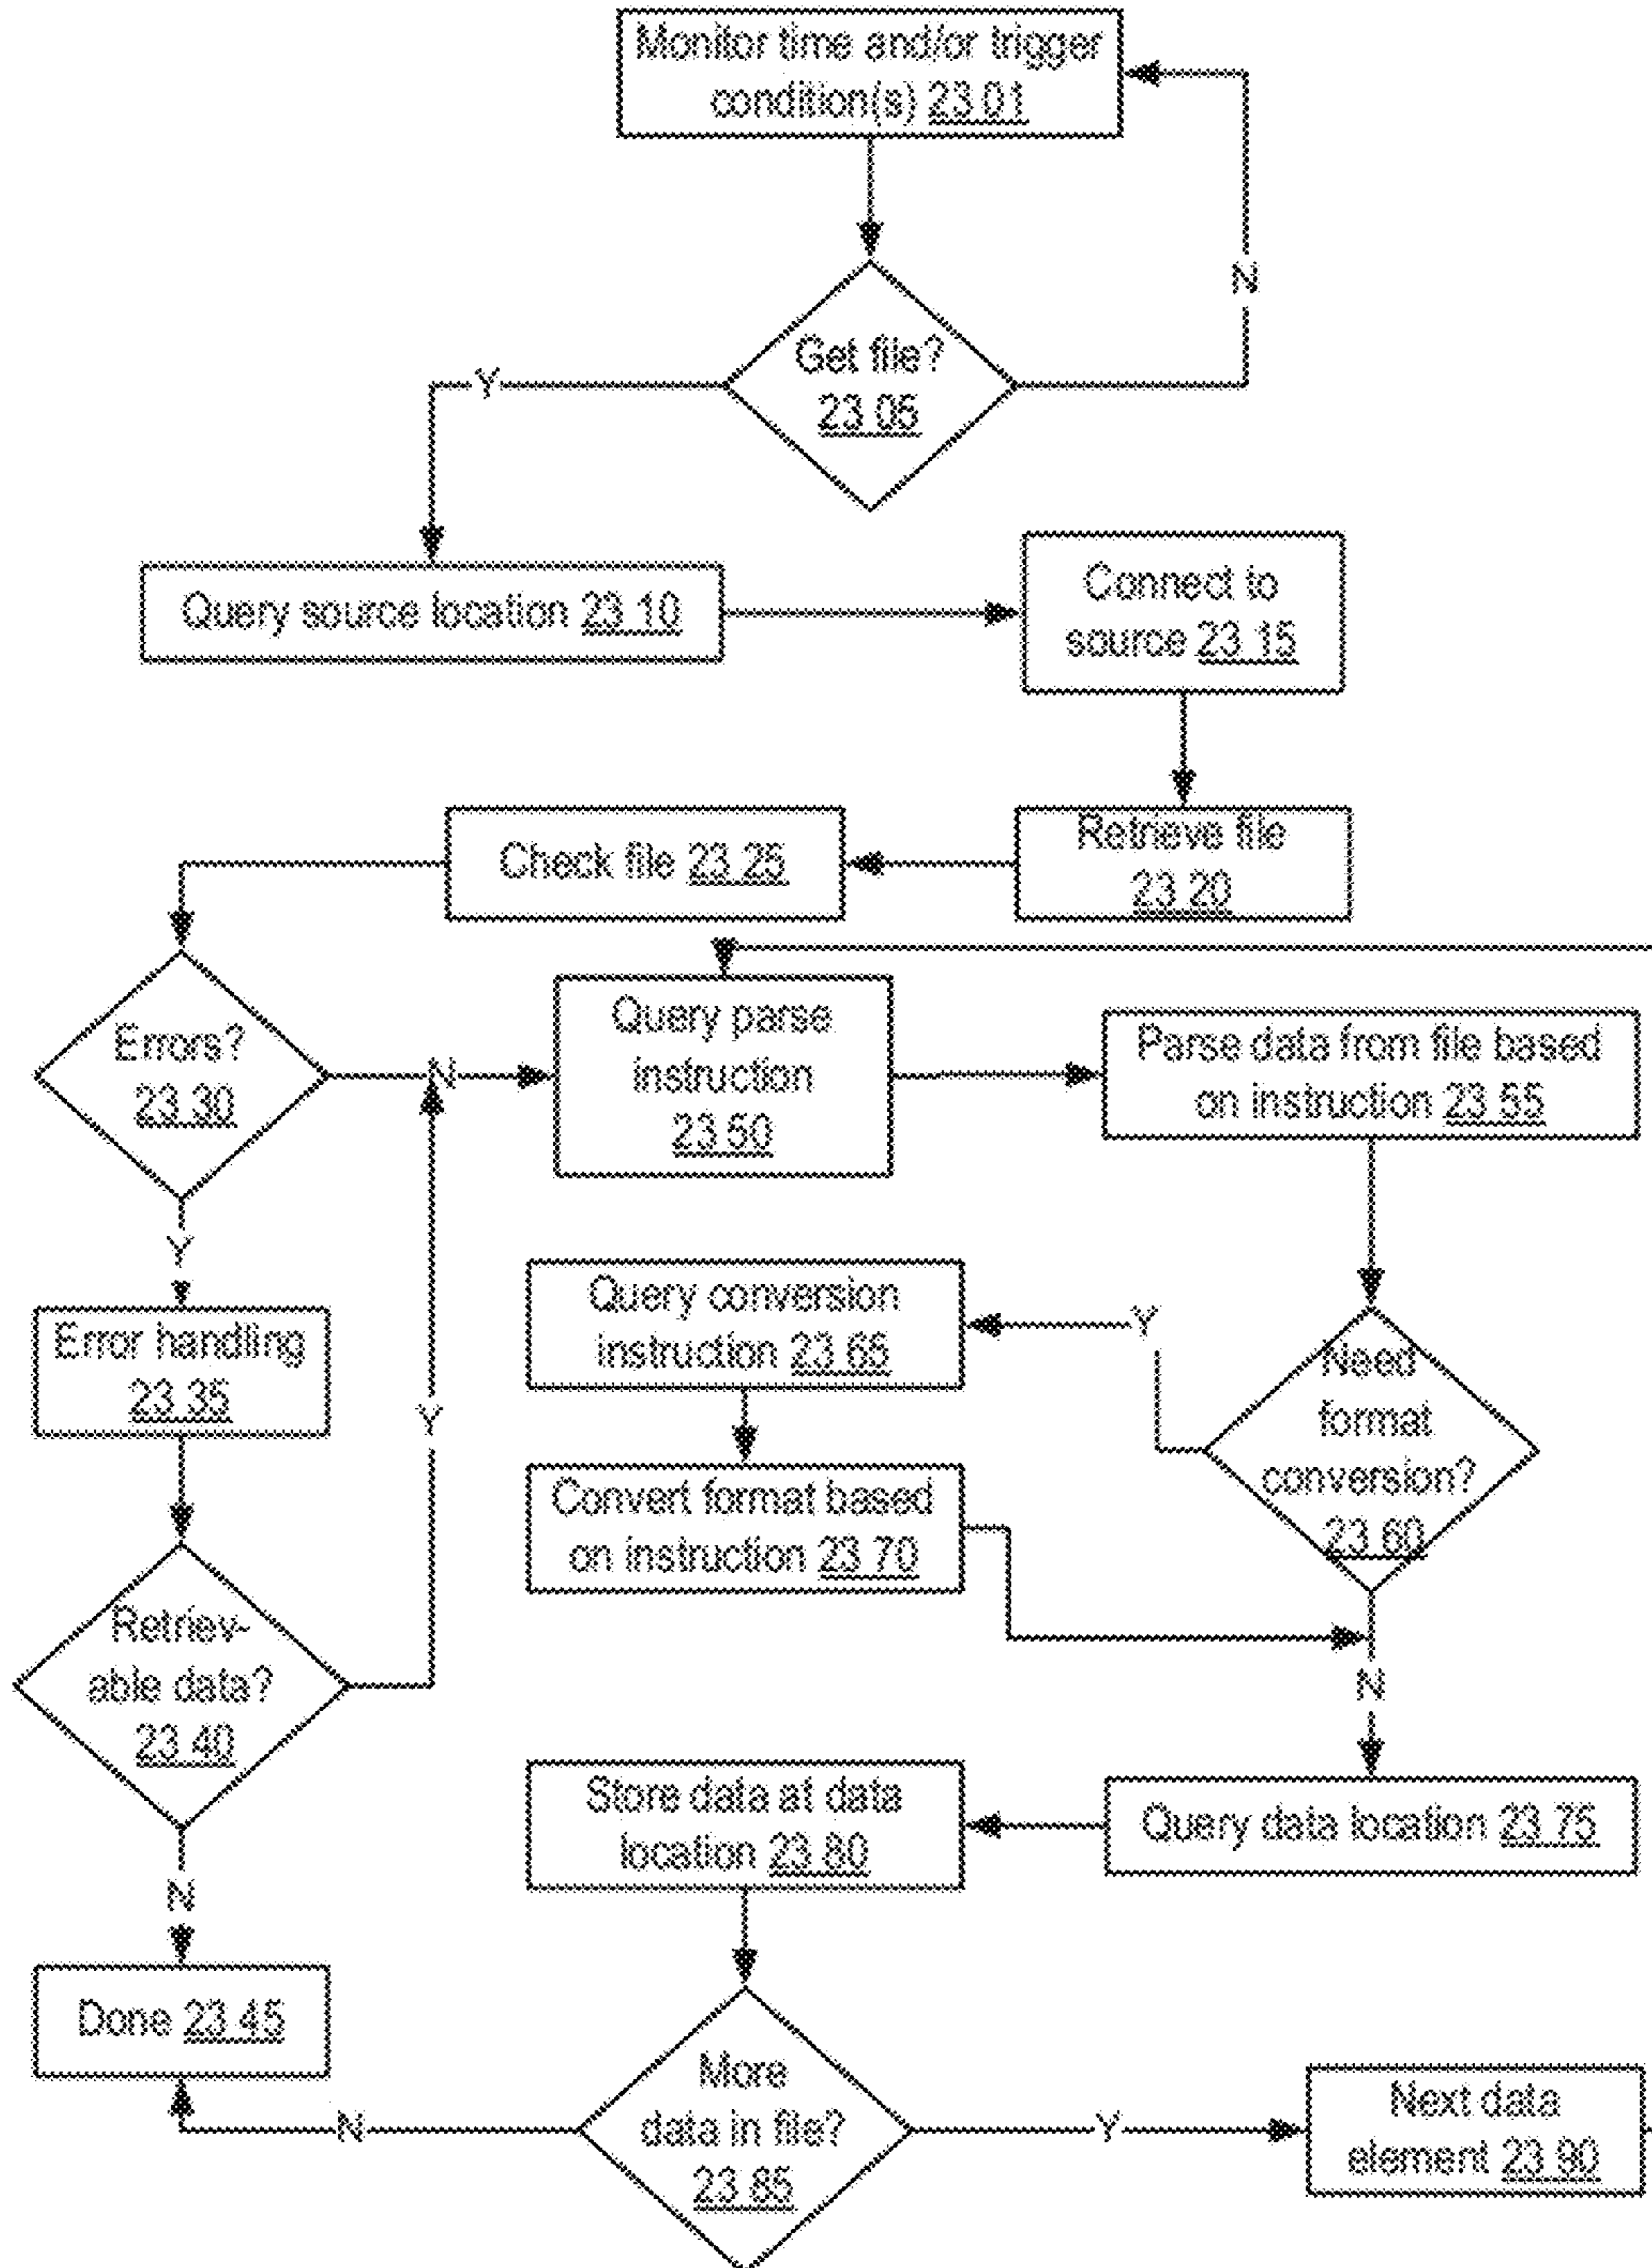 Monitor time and/or trigger
condition(s) 23.01
N
Get file?
23.05
Y
Query source location 23.10
Connect to
source 23.15
Retrieve file
23.20
Check file 23.25
Errors?
23.30
N
Query parse
instruction
23.50
Parse data from file based
on instruction 23.55
Y
Error handling
23.35
Y
Query conversion
instruction 23.65
Y
Need
format
conversion?
23.60
Convert format based
on instruction 23.70
Retriev-
able data?
23.40
N
N
Store data at data
location 23.80
Query data location 23.75
Done 23.45
More
data in file?
23.85
N
Y
Next data
element 23.90